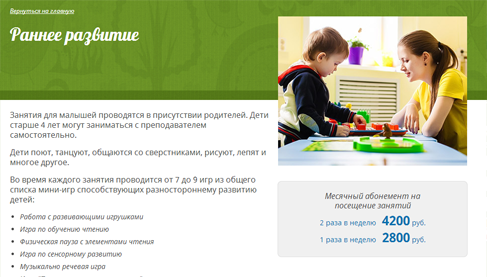 Вернуться на главную
Раннее развитие
Занятия для малышей проводятся в присутствии родителей. Дети
старше 4 лет могут заниматься с преподавателем
самостоятельно.
Дети поют, танцуют, общаются со сверстниками, рисуют, лепят и
многое другое.
Во время каждого занятия проводится от 7 до 9 игр из общего
списка мини-игр способствующих разностороннему развитию
детей:
Работа с развивающими игрушками
Игра по обучению чтению
Физическая пауза с элементами чтения
Игра по сенсорному развитию
Музыкально речевая игра
Месячный абонемент на
посещение занятий
2 раза в неделю 4200 руб.
1 раза в неделю 2800 руб.